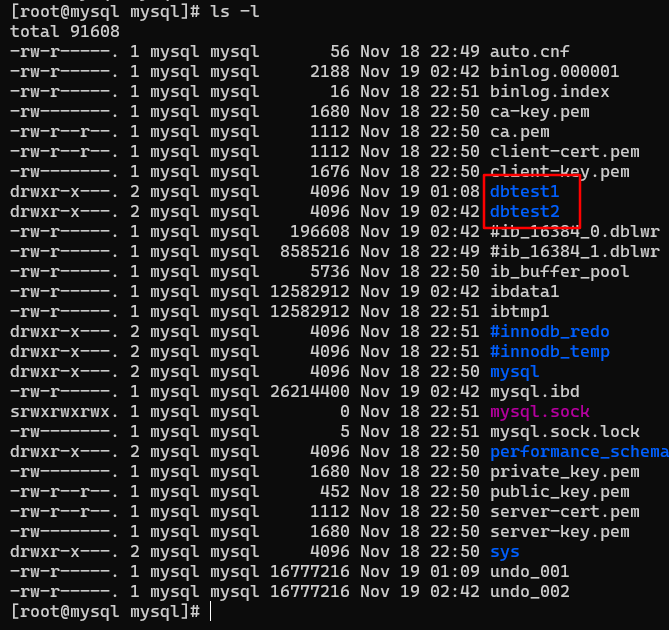 [root@mysql mysql]# ls -l
total 91608
-rw-r-----. 1 mysql mysql       56 Nov 18 22:49 auto.cnf
-rw-r-----. 1 mysql mysql     2188 Nov 19 02:42 binlog.000001
-rw-r-----. 1 mysql mysql       16 Nov 18 22:51 binlog.index
-rw-------. 1 mysql mysql     1680 Nov 18 22:50 ca-key.pem
-rw-r--r--. 1 mysql mysql     1112 Nov 18 22:50 ca.pem
-rw-r--r--. 1 mysql mysql     1112 Nov 18 22:50 client-cert.pem
-rw-------. 1 mysql mysql     1676 Nov 18 22:50 client-key.pem
drwxr-x---. 2 mysql mysql     4096 Nov 19 01:08 dbtest1
drwxr-x---. 2 mysql mysql     4096 Nov 19 02:42 dbtest2
-rw-r-----. 1 mysql mysql   196608 Nov 19 02:42 #ib_16384_0.dblwr
-rw-r-----. 1 mysql mysql  8585216 Nov 18 22:49 #ib_16384_1.dblwr
-rw-r-----. 1 mysql mysql     5736 Nov 18 22:50 ib_buffer_pool
-rw-r-----. 1 mysql mysql 12582912 Nov 19 02:42 ibdata1
-rw-r-----. 1 mysql mysql 12582912 Nov 18 22:51 ibtmp1
drwxr-x---. 2 mysql mysql     4096 Nov 18 22:51 #innodb_redo
drwxr-x---. 2 mysql mysql     4096 Nov 18 22:51 #innodb_temp
drwxr-x---. 2 mysql mysql     4096 Nov 18 22:50 mysql
-rw-r-----. 1 mysql mysql 26214400 Nov 19 02:42 mysql.ibd
srwxrwxrwx. 1 mysql mysql        0 Nov 18 22:51 mysql.sock
-rw-------. 1 mysql mysql        5 Nov 18 22:51 mysql.sock.lock
drwxr-x---. 2 mysql mysql     4096 Nov 18 22:50 performance_schema
-rw-------. 1 mysql mysql     1680 Nov 18 22:50 private_key.pem
-rw-r--r--. 1 mysql mysql      452 Nov 18 22:50 public_key.pem
-rw-r--r--. 1 mysql mysql     1112 Nov 18 22:50 server-cert.pem
-rw-------. 1 mysql mysql     1680 Nov 18 22:50 server-key.pem
drwxr-x---. 2 mysql mysql     4096 Nov 18 22:50 sys
-rw-r-----. 1 mysql mysql 16777216 Nov 19 01:09 undo_001
-rw-r-----. 1 mysql mysql 16777216 Nov 19 02:42 undo_002
[root@mysql mysql]#